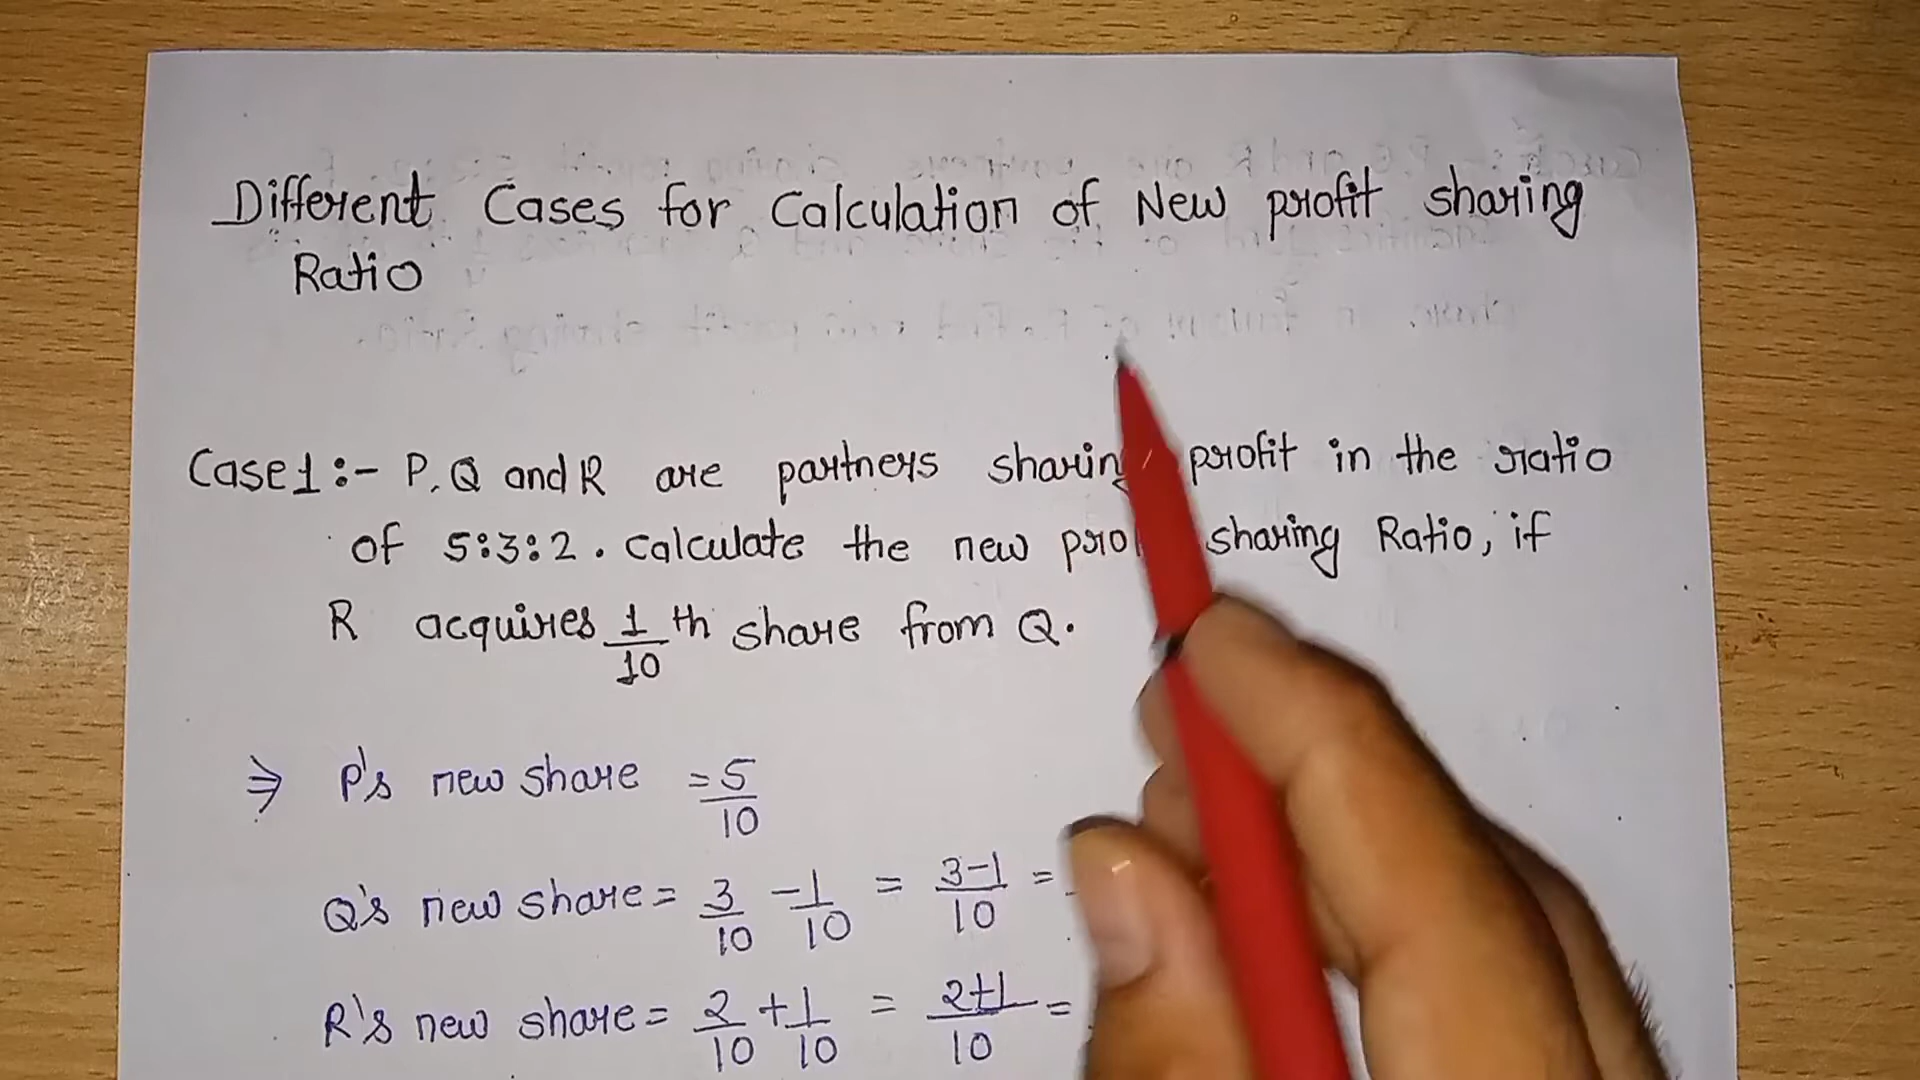 Different Cases for Calculation of New profit sharing
Ratio
Case1:- P, Q and R are partners sharing profit in the ratio
of 5:3:2. Calculate the new sharing Ratio, if
R acquires 1/10 th share from Q.
⇒ P's new share = 5/10
Q's new share = 3/10 - 1/10 = 3-1/10 =
R's new share = 2/10 + 1/10 = 2+1/10 =